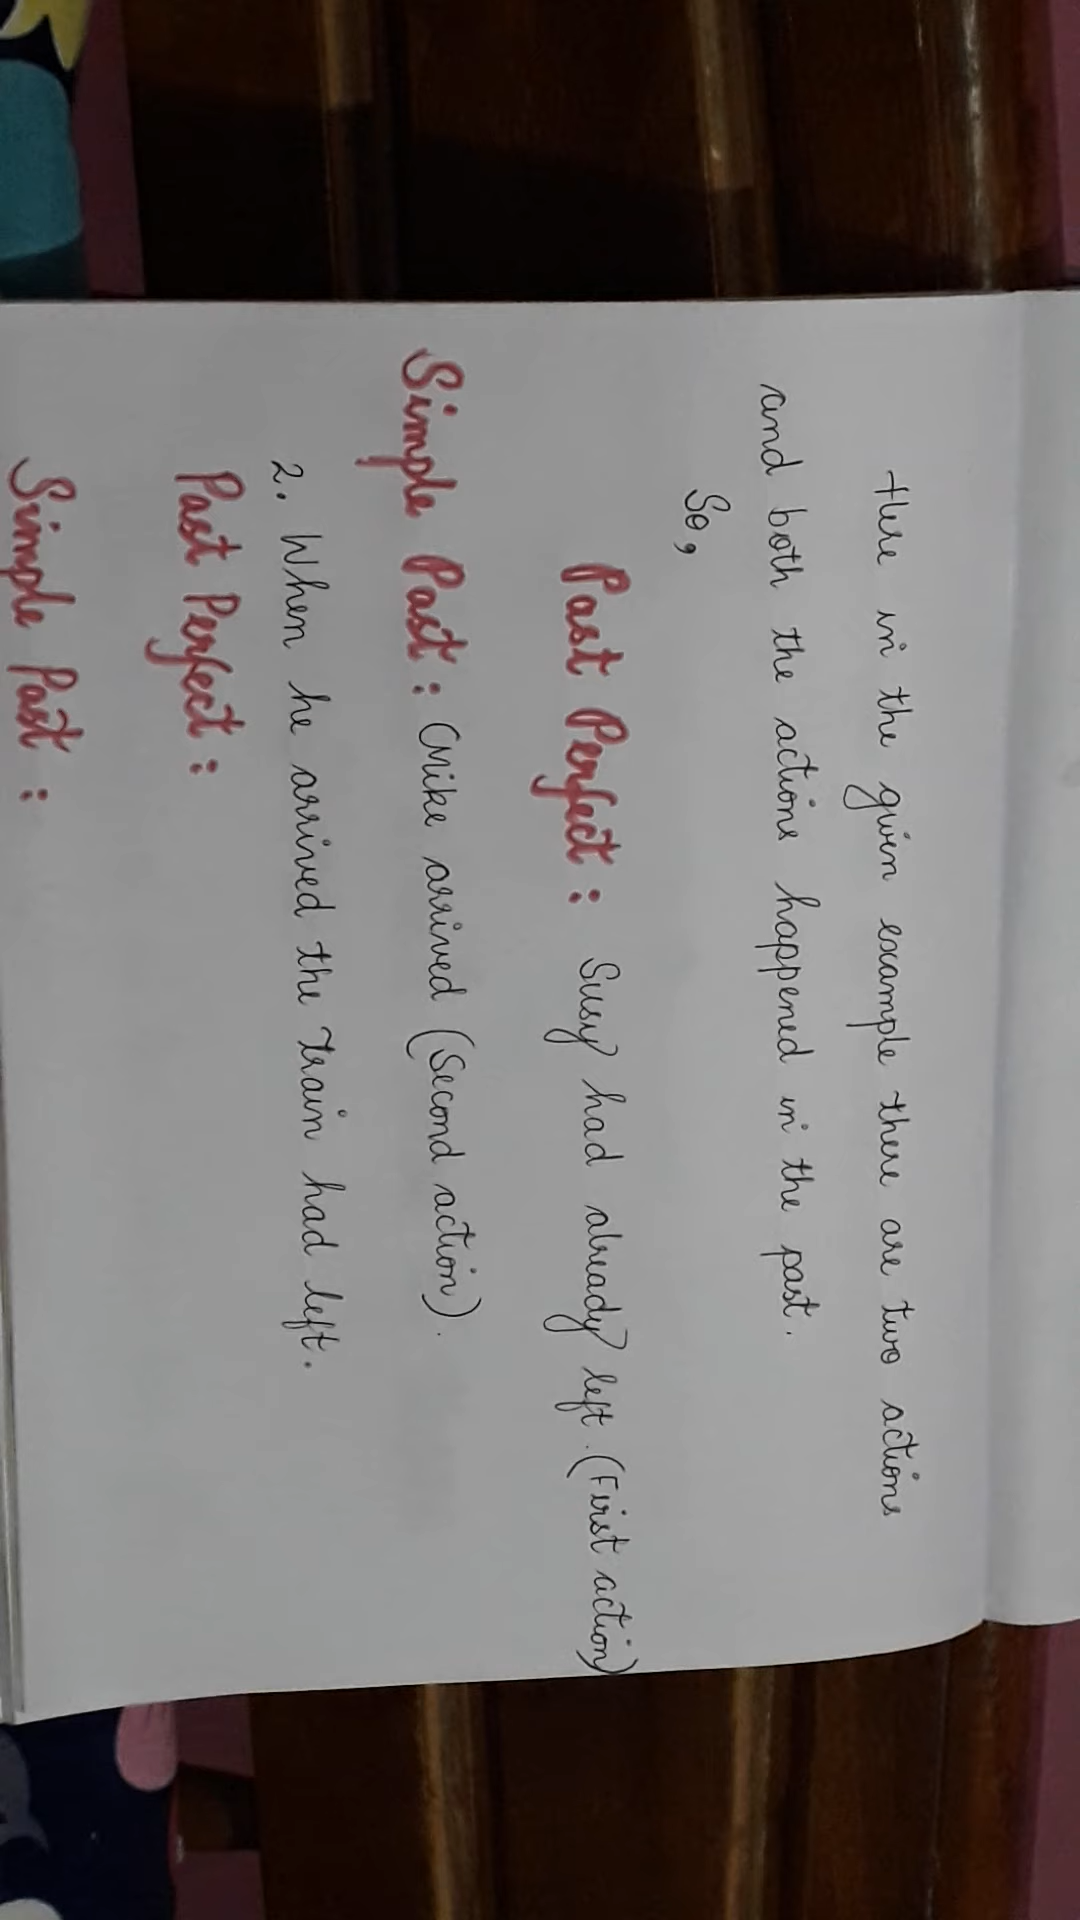 Here in the given example there are two actions
and both the actions happened in the past.
So,
Past Perfect : Susy had already left. (First action)
Simple Past : Mike arrived (Second action).
2. When he arrived the train had left.
Past Perfect :
Simple Past :